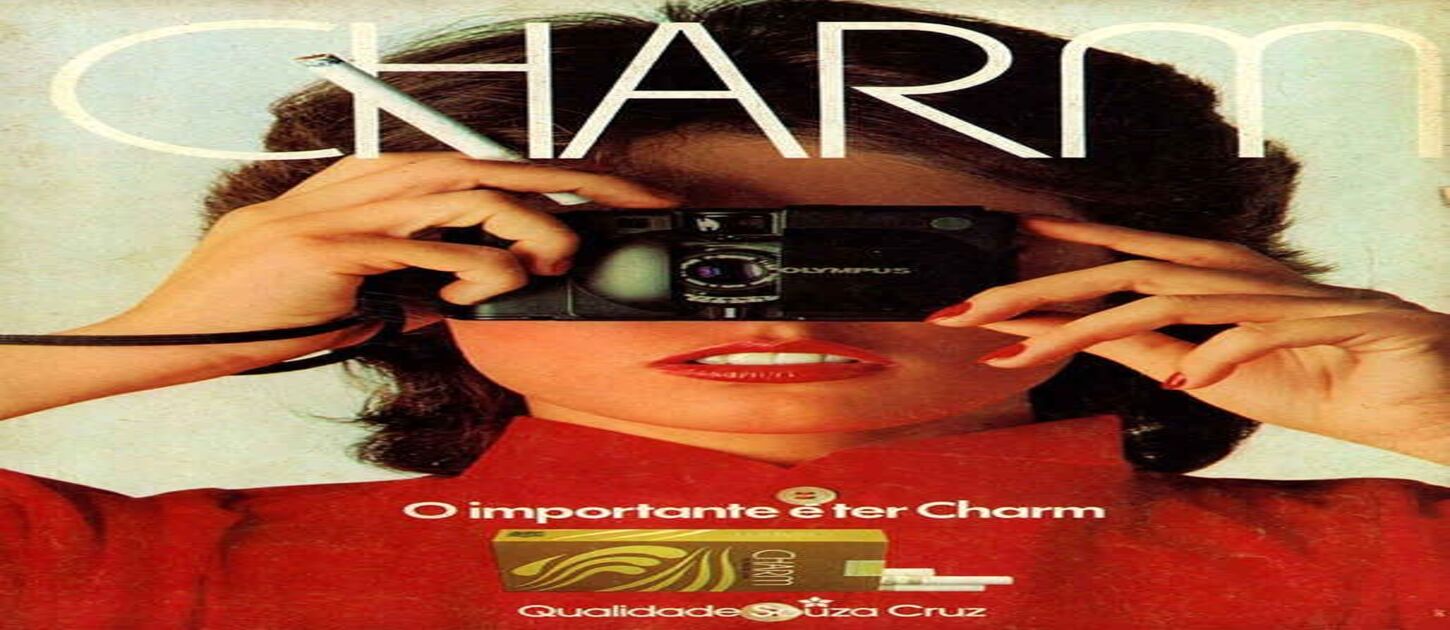 CHARM
OLYMPUS
O importante é ter Charm
CHARM
Qualidade Souza Cruz